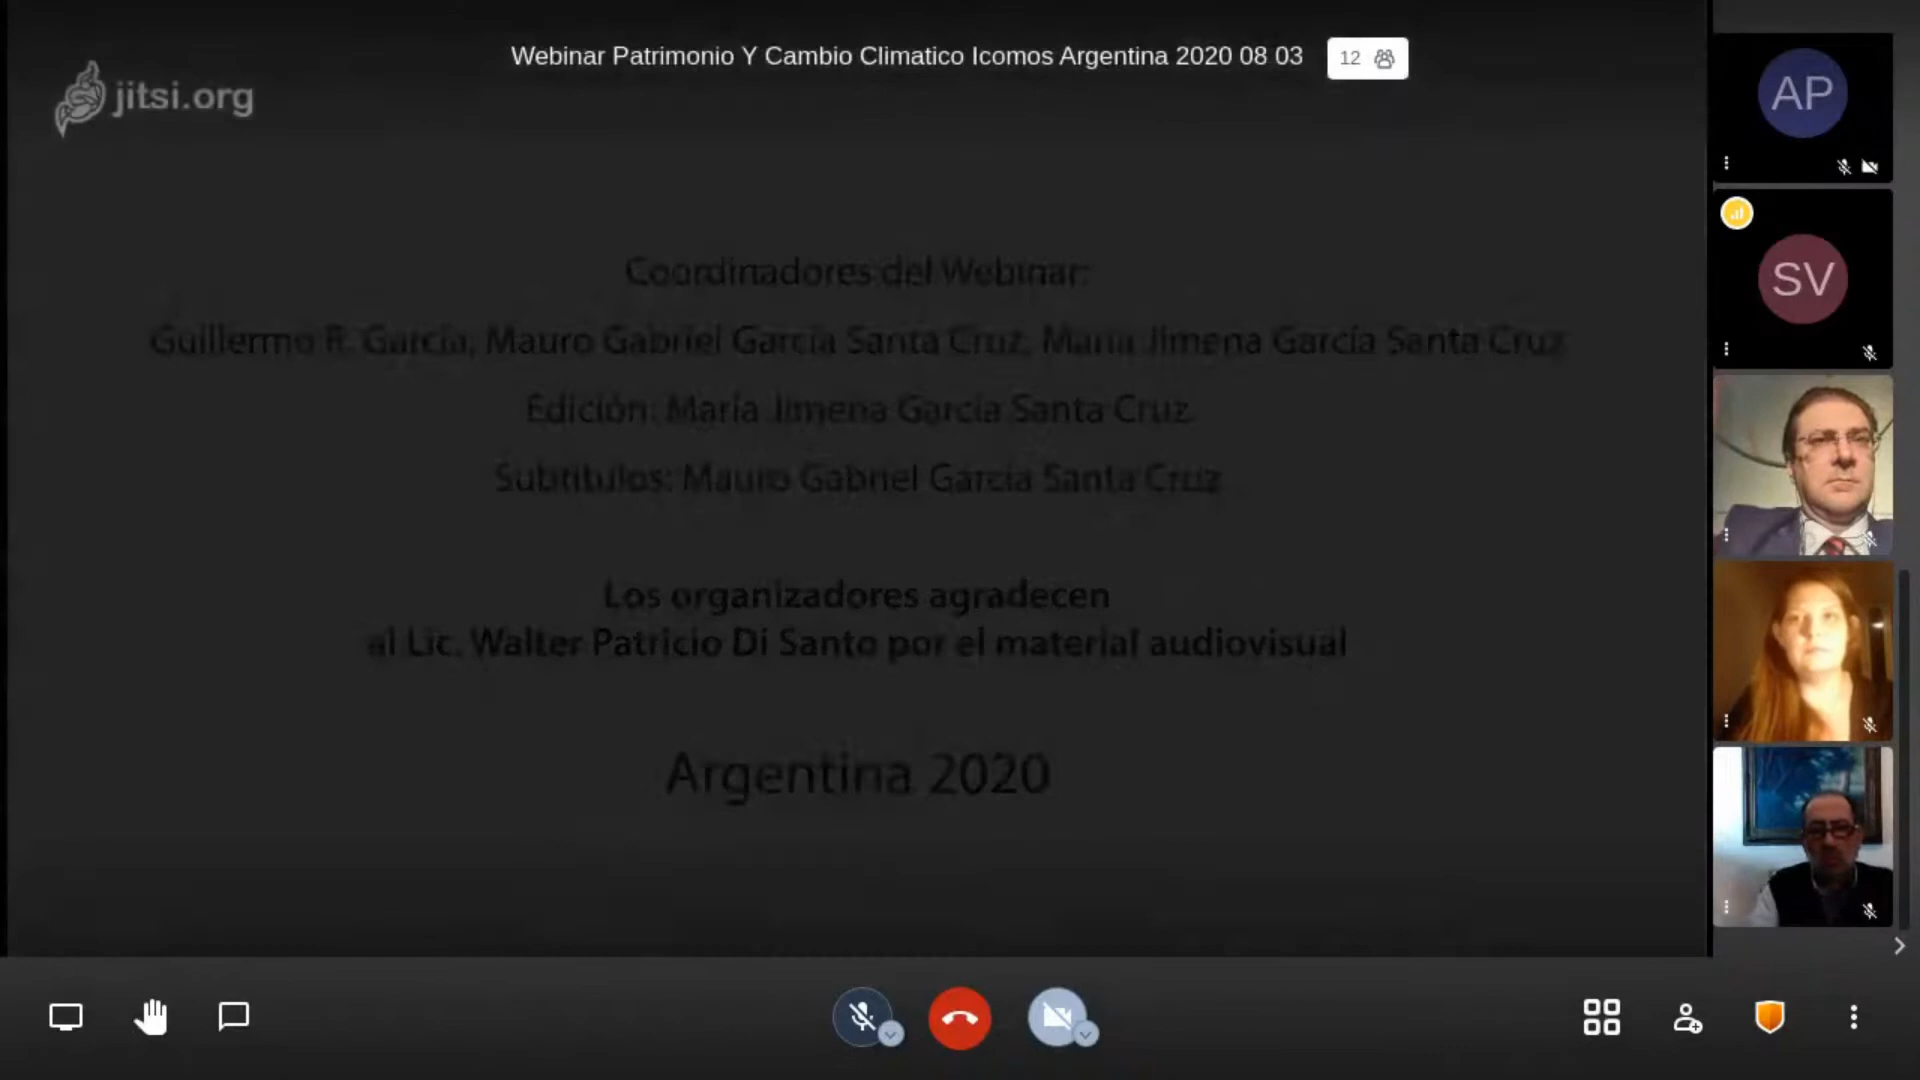 Webinar Patrimonio Y Cambio Climatico Icomos Argentina 2020 08 03
12
jitsi.org
AP
SV
Coordinadores del Webinar:
Guillermo R. García, Mauro Gabriel García Santa Cruz, María Jimena García Santa Cruz
Edición: María Jimena García Santa Cruz
Subtítulos: Mauro Gabriel García Santa Cruz
Los organizadores agradecen
al Lic. Walter Patricio Di Santo por el material audiovisual
Argentina 2020